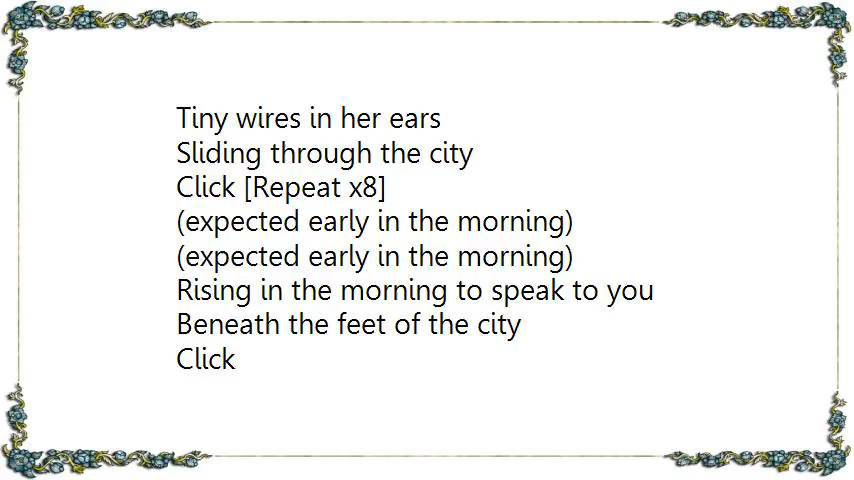 Tiny wires in her ears
Sliding through the city
Click [Repeat x8]
(expected early in the morning)
(expected early in the morning)
Rising in the morning to speak to you
Beneath the feet of the city
Click